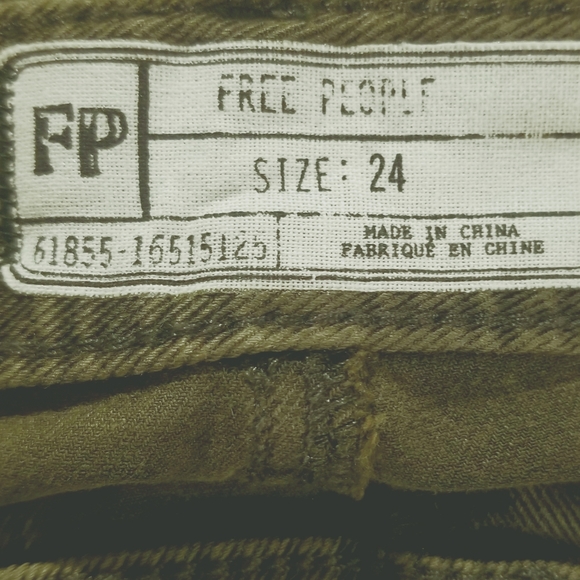 FP
FREE PEOPLE
SIZE: 24
61855-16515125
MADE IN CHINA
FABRIQUÉ EN CHINE